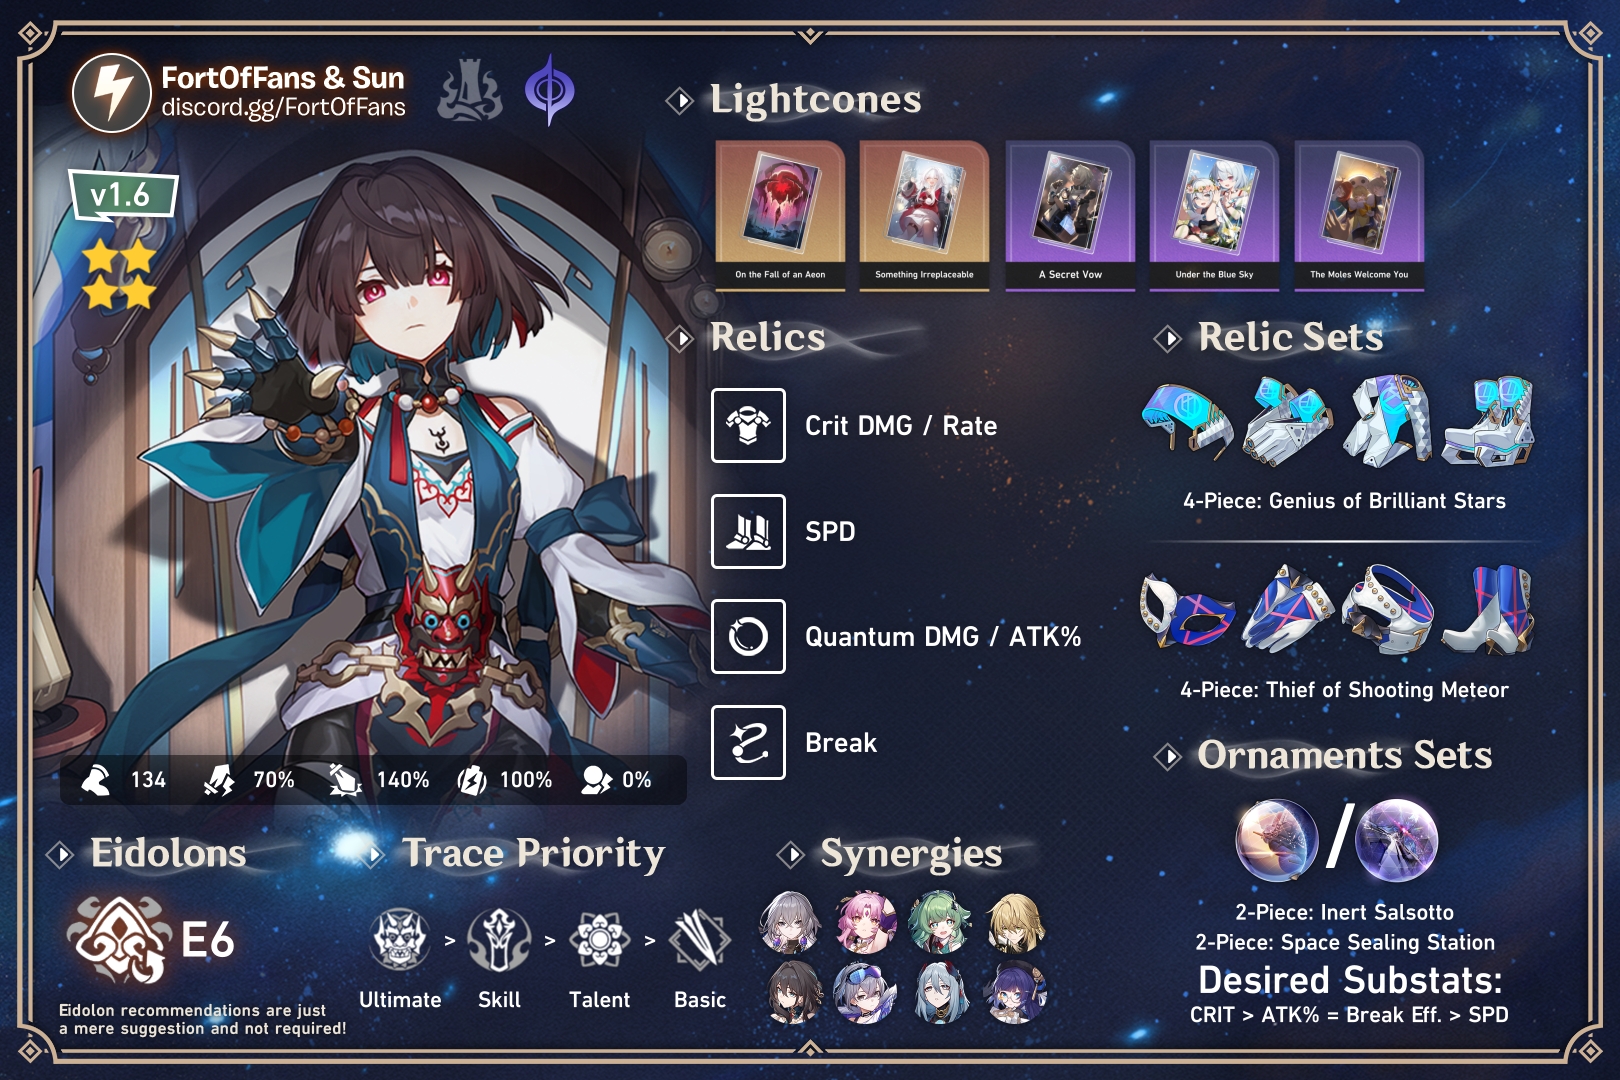 FortOfFans & Sun
discord.gg/FortOfFans
v1.6
Lightcones
On the Fall of an Aeon
Something Irreplaceable
A Secret Vow
Under the Blue Sky
The Moles Welcome You
Relics
Crit DMG / Rate
SPD
Quantum DMG / ATK%
Break
Relic Sets
4-Piece: Genius of Brilliant Stars
4-Piece: Thief of Shooting Meteor
Ornaments Sets
/
2-Piece: Inert Salsotto
2-Piece: Space Sealing Station
Desired Substats:
CRIT > ATK% = Break Eff. > SPD
134
70%
140%
100%
0%
Eidolons
E6
Eidolon recommendations are just
a mere suggestion and not required!
Trace Priority
> > >
Ultimate
Skill
Talent
Basic
Synergies